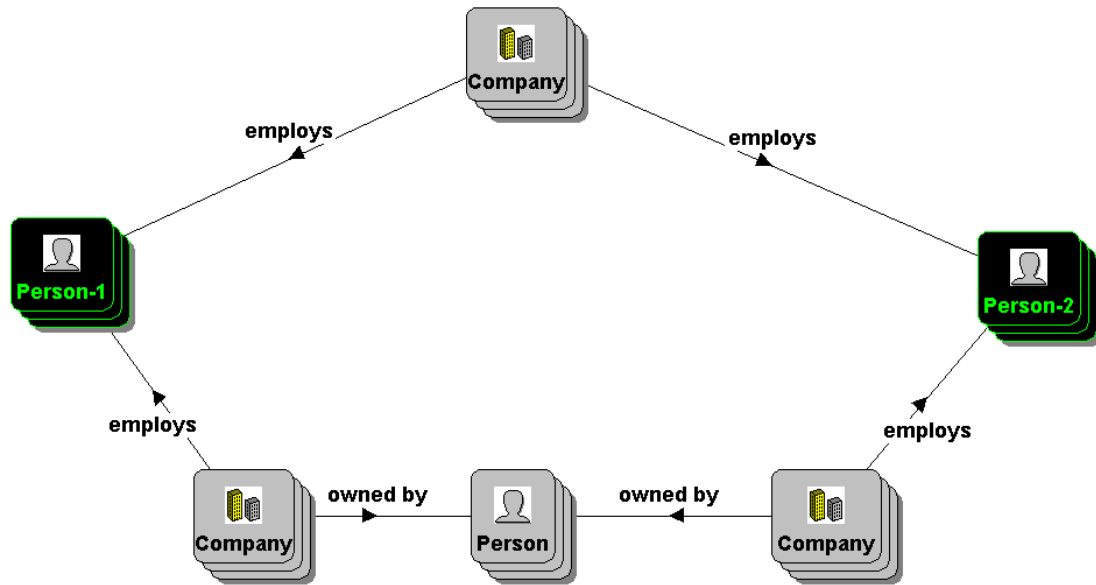 Company
employs
employs
Person-1
Person-2
employs
employs
owned by
owned by
Company
Person
Company